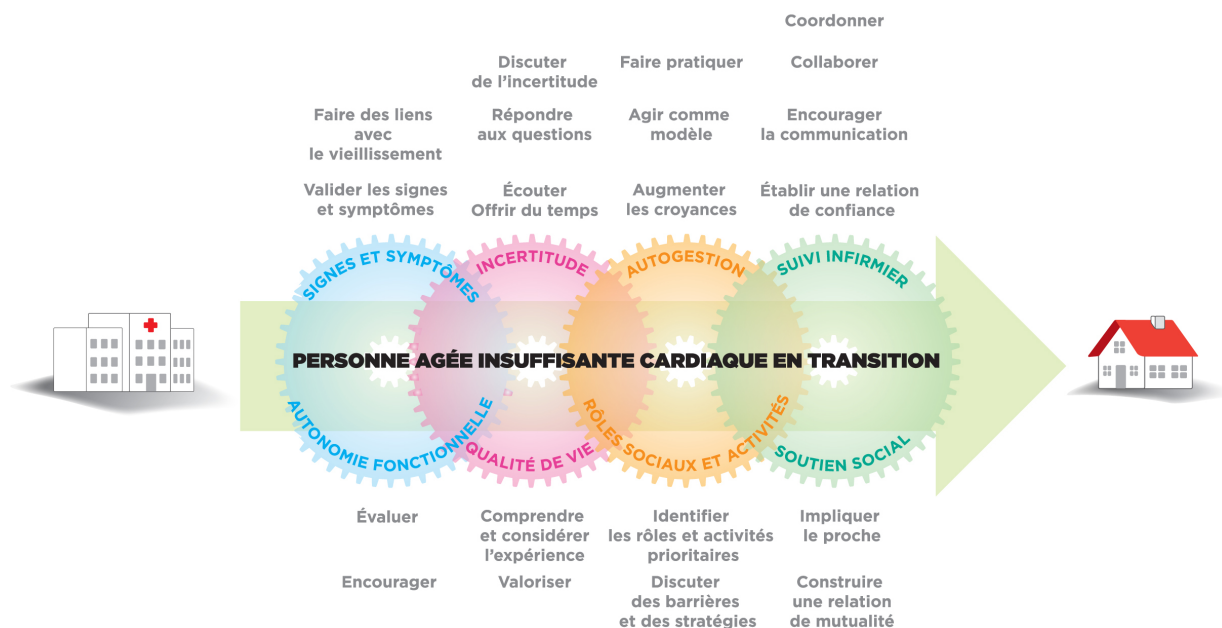 Coordonner
Discuter
de l’incertitude
Faire pratiquer
Collaborer
Faire des liens
avec
le vieillissement
Répondre
aux questions
Agir comme
modèle
Encourager
la communication
Valider les signes
et symptômes
Écouter
Offrir du temps
Augmenter
les croyances
Établir une relation
de confiance
SIGNES ET SYMPTÔMES
INCERTITUDE
AUTOGESTION
SUIVI INFIRMIER
PERSONNE AGÉE INSUFFISANTE CARDIAQUE EN TRANSITION
AUTONOMIE FONCTIONNELLE
QUALITÉ DE VIE
RÔLES SOCIAUX ET ACTIVITÉS
SOUTIEN SOCIAL
Évaluer
Comprendre
et considérer
l’expérience
Identifier
les rôles et activités
prioritaires
Impliquer
le proche
Encourager
Valoriser
Discuter
des barrières
et des stratégies
Construire
une relation
de mutualité